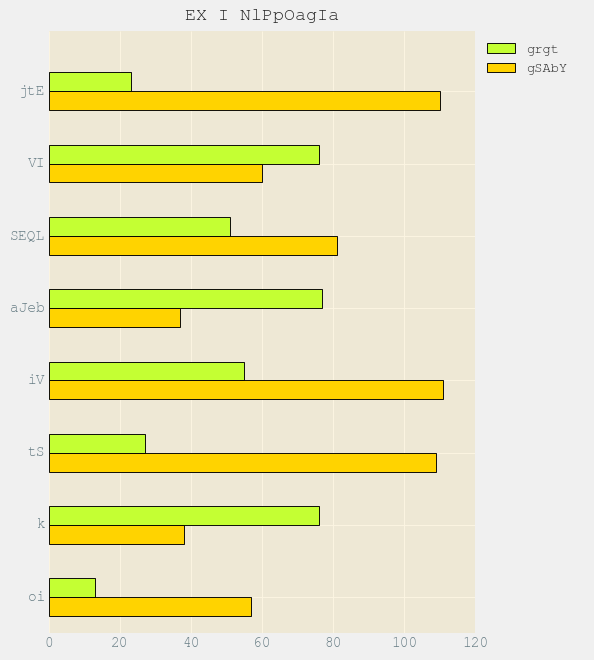 EX I NlPpOagIa
grgt
gSAbY
jtE
VI
SEQL
aJeb
iV
tS
k
oi
0 20 40 60 80 100 120